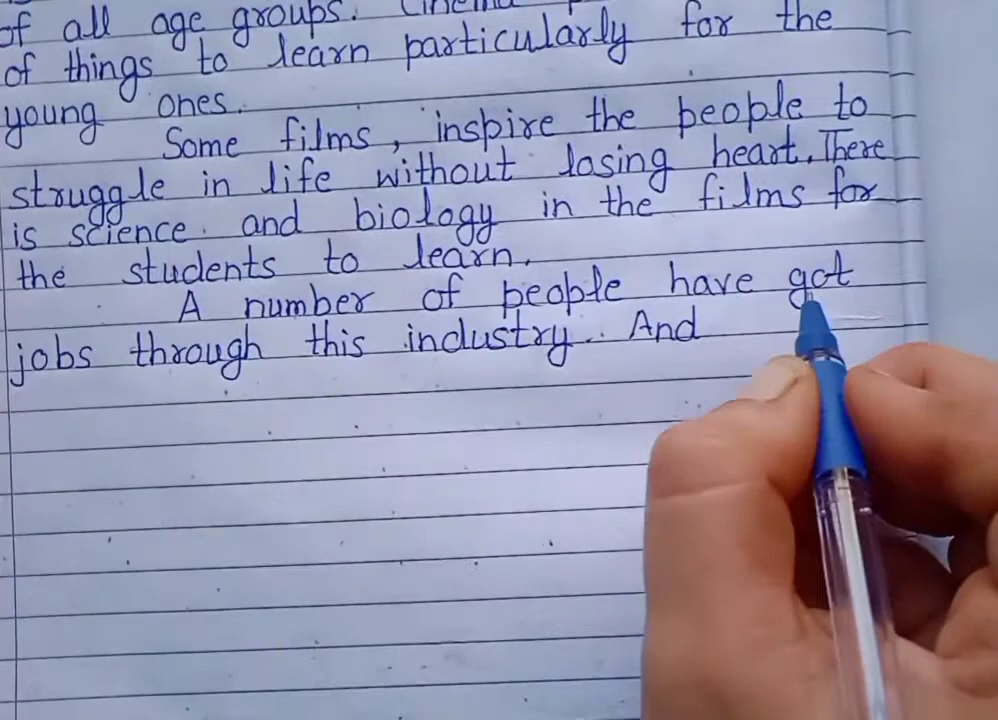 of all age groups. Cinema
of things to learn particularly for the
young ones.
Some films, inspire the people to
struggle in life without losing heart. There
is science and biology in the films for
the students to learn.
A number of people have got
jobs through this industry. And